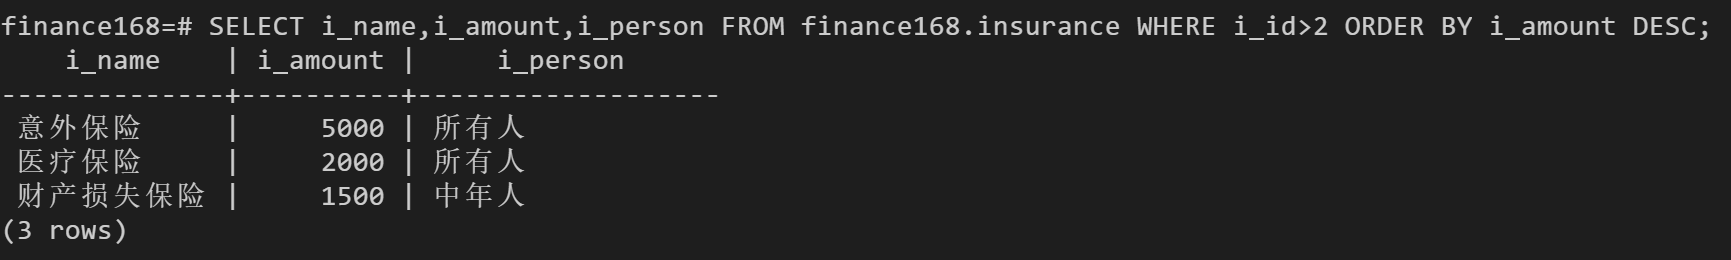 finance168=# SELECT i_name,i_amount,i_person FROM finance168.insurance WHERE i_id>2 ORDER BY i_amount DESC;
    i_name    | i_amount |     i_person
--------------+----------+-------------------
 意外保险     |     5000 | 所有人
 医疗保险     |     2000 | 所有人
 财产损失保险 |     1500 | 中年人
(3 rows)